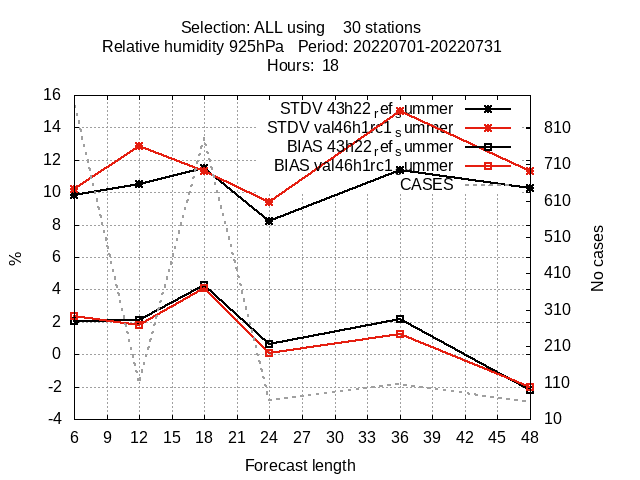 Selection: ALL using 30 stations
Relative humidity 925hPa Period: 20220701-20220731
Hours: 18
STDV 43h22_ref_summer
STDV val46h1rc1_summer
BIAS 43h22_ref_summer
BIAS val46h1rc1_summer
CASES
16
14
12
10
8
6
4
2
0
-2
-4
%
810
710
610
510
410
310
210
110
10
No cases
6 9 12 15 18 21 24 27 30 33 36 39 42 45 48
Forecast length